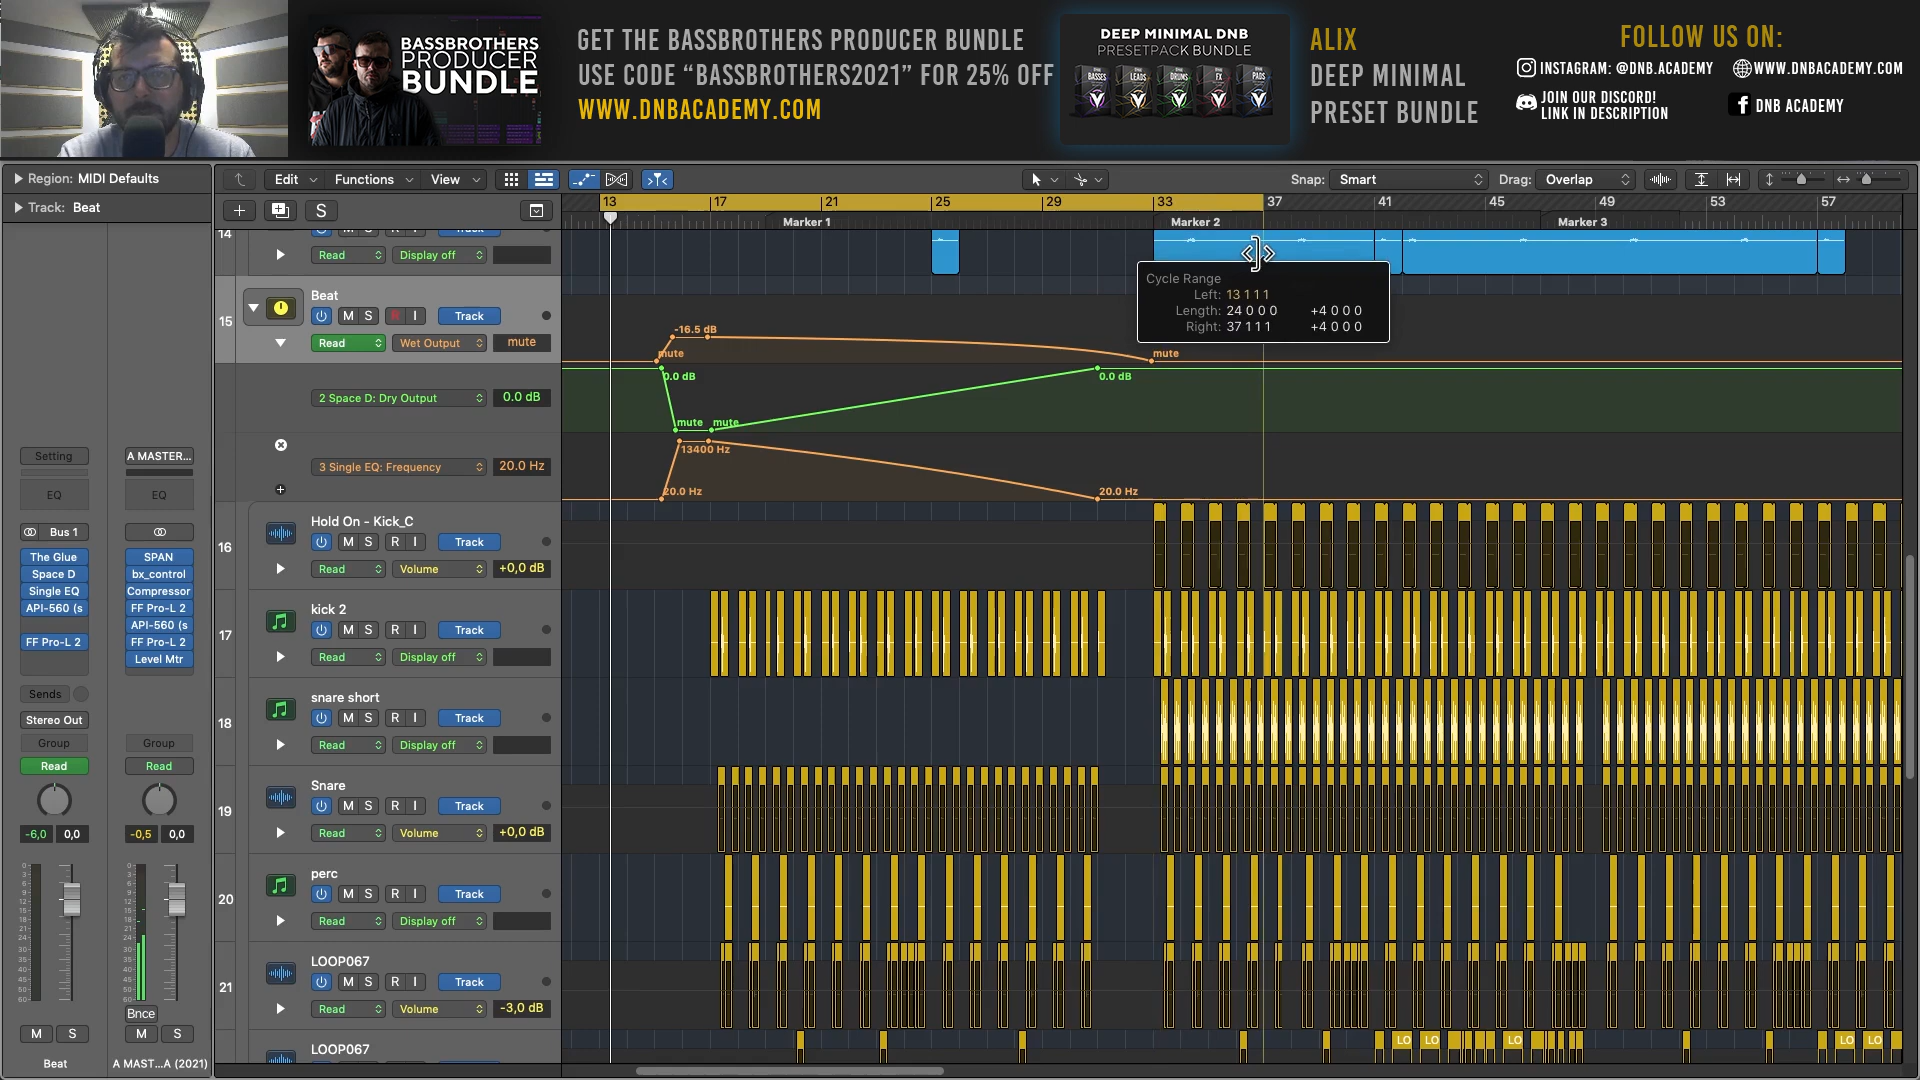 BASSBROTHERS
PRODUCER
BUNDLE
GET THE BASSBROTHERS PRODUCER BUNDLE
USE CODE “BASSBROTHERS2021” FOR 25% OFF
WWW.DNBACADEMY.COM
DEEP MINIMAL DNB
PRESETPACK BUNDLE
BASSES LEADS DRUMS FX PADS
ALIX
DEEP MINIMAL
PRESET BUNDLE
FOLLOW US ON:
INSTAGRAM: @DNB.ACADEMY WWW.DNBACADEMY.COM
JOIN OUR DISCORD!
LINK IN DESCRIPTION
DNB ACADEMY
Region: MIDI Defaults
Track: Beat
Edit Functions View
Snap: Smart Drag: Overlap
S
13 17 21 25 29 33 37 41 45 49 53 57
Marker 1 Marker 2 Marker 3
14
Track
Read Display off
Cycle Range
Left: 13 1 1 1
Length: 24 0 0 0 +4 0 0 0
Right: 37 1 1 1 +4 0 0 0
15
Beat
M S R I Track
Read Wet Output mute
-16.5 dB
mute
mute
2 Space D: Dry Output 0.0 dB
0.0 dB
mute mute
0.0 dB
3 Single EQ: Frequency 20.0 Hz
13400 Hz
20.0 Hz
20.0 Hz
16
Hold On - Kick_C
M S R I Track
Read Volume +0,0 dB
17
kick 2
M S R I Track
Read Display off
18
snare short
M S R I Track
Read Display off
19
Snare
M S R I Track
Read Volume +0,0 dB
20
perc
M S R I Track
Read Display off
21
LOOP067
M S R I Track
Read Volume -3,0 dB
LOOP067
LO LO LO LO LO
Setting A MASTER...
EQ EQ
Bus 1
The Glue SPAN
Space D bx_control
Single EQ Compressor
API-560 (s FF Pro-L 2
API-560 (s
FF Pro-L 2 FF Pro-L 2
Level Mtr
Sends
Stereo Out
Group Group
Read Read
-6,0 0,0 -0,5 0,0
Bnce
M S M S
Beat A MAST...A (2021)